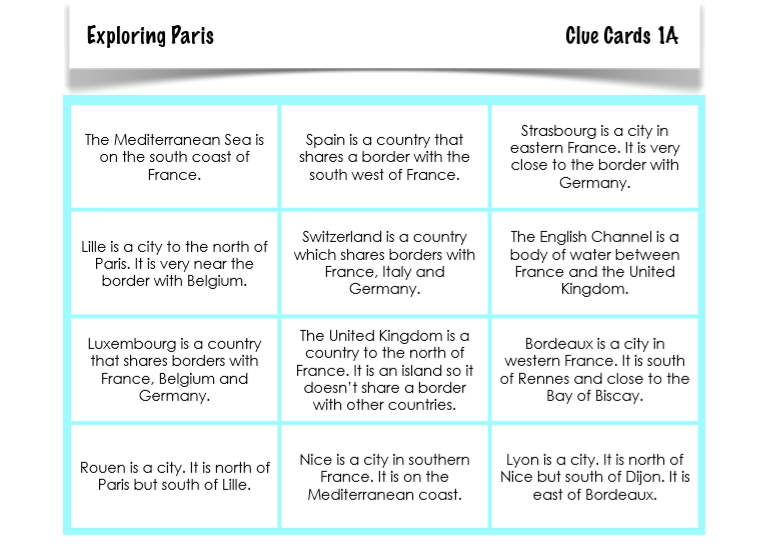 Exploring Paris
Clue Cards 1A
The Mediterranean Sea is
on the south coast of
France.
Spain is a country that
shares a border with the
south west of France.
Strasbourg is a city in
eastern France. It is very
close to the border with
Germany.
Lille is a city to the north of
Paris. It is very near the
border with Belgium.
Switzerland is a country
which shares borders with
France, Italy and
Germany.
The English Channel is a
body of water between
France and the United
Kingdom.
Luxembourg is a country
that shares borders with
France, Belgium and
Germany.
The United Kingdom is a
country to the north of
France. It is an island so it
doesn't share a border
with other countries.
Bordeaux is a city in
western France. It is south
of Rennes and close to the
Bay of Biscay.
Rouen is a city. It is north of
Paris but south of Lille.
Nice is a city in southern
France. It is on the
Mediterranean coast.
Lyon is a city. It is north of
Nice but south of Dijon. It is
east of Bordeaux.